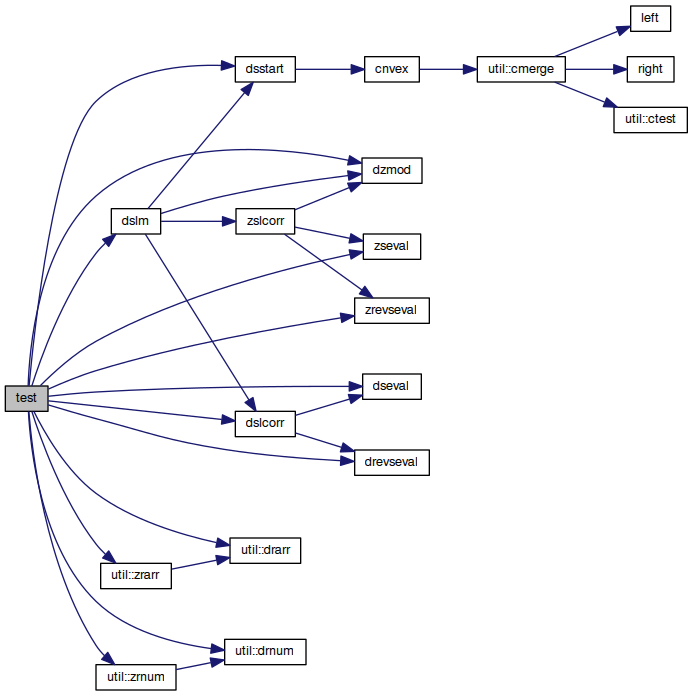 left
dsstart
cnvex
util::cmerge
right
util::ctest
dzmod
dslm
zslcorr
zseval
zrevseval
test
dseval
dslcorr
drevseval
util::drarr
util::zrarr
util::drnum
util::zrnum